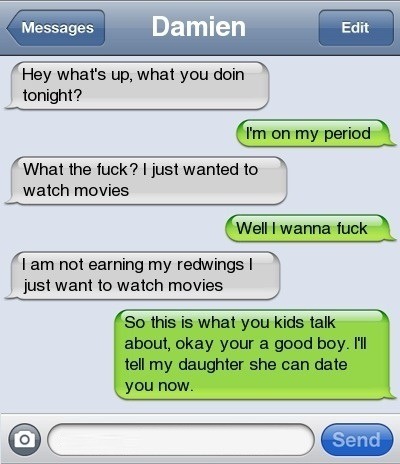 Messages
Damien
Edit
Hey what's up, what you doin
tonight?
I'm on my period
What the fuck? I just wanted to
watch movies
Well I wanna fuck
I am not earning my redwings I
just want to watch movies
So this is what you kids talk
about, okay your a good boy. I'll
tell my daughter she can date
you now.
Send